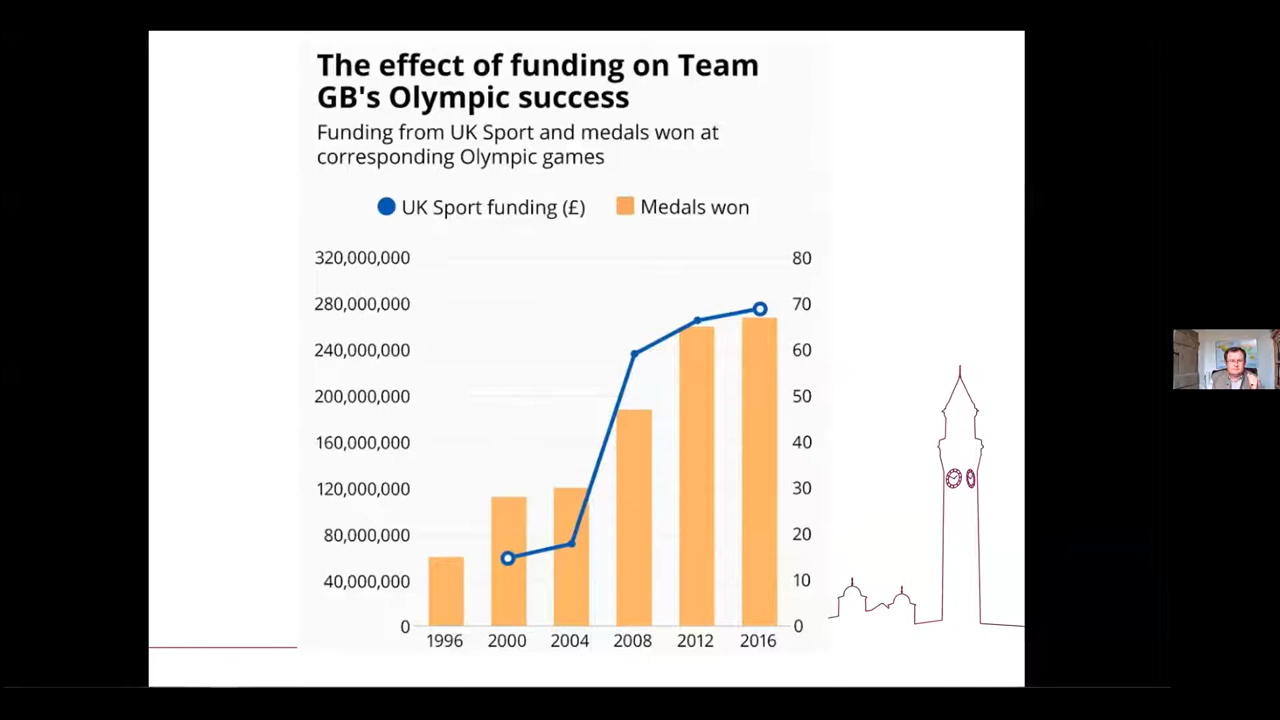 The effect of funding on Team
GB's Olympic success
Funding from UK Sport and medals won at
corresponding Olympic games
UK Sport funding (£) Medals won
320,000,000 80
280,000,000 70
240,000,000 60
200,000,000 50
160,000,000 40
120,000,000 30
80,000,000 20
40,000,000 10
0 0
1996 2000 2004 2008 2012 2016